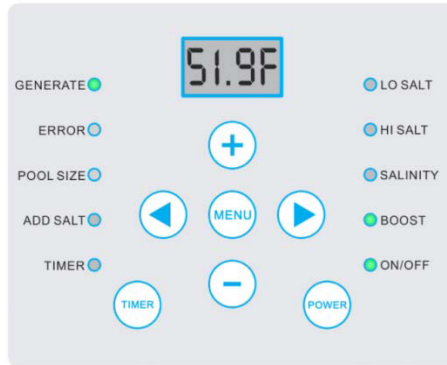 51.9F
GENERATE
LO SALT
ERROR
HI SALT
+
POOL SIZE
SALINITY
MENU
ADD SALT
BOOST
TIMER
ON/OFF
-
TIMER
POWER